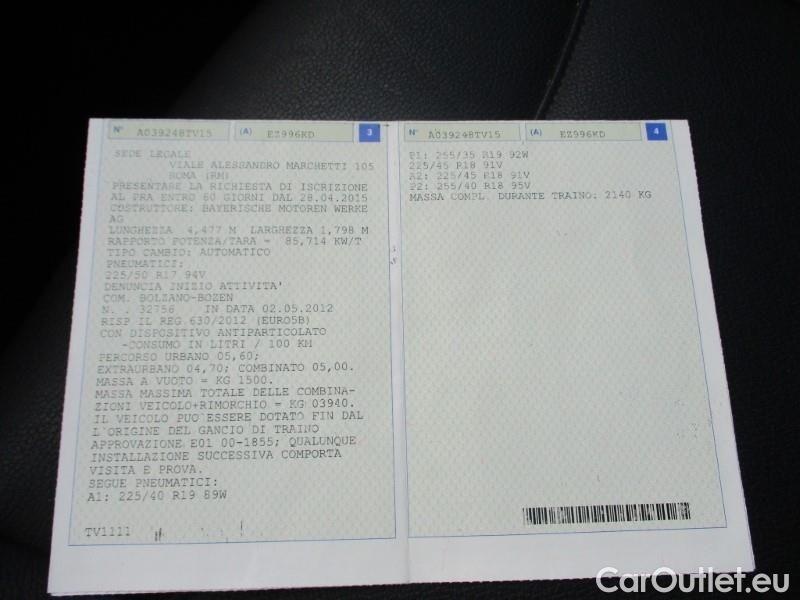 N° A039248TV15 (A) EZ996KD 3
SEDE LEGALE
VIALE ALESSANDRO MARCHETTI 105
ROMA (RM)
PRESENTARE LA RICHIESTA DI ISCRIZIONE
AL PRA ENTRO 60 GIORNI DAL 28.04.2015
COSTRUTTORE: BAYERISCHE MOTOREN WERKE
AG
LUNGHEZZA 4,477 M LARGHEZZA 1,798 M
RAPPORTO POTENZA/TARA = 85,714 KW/T
TIPO CAMBIO: AUTOMATICO
PNEUMATICI:
225/50 R17 94V
DENUNCIA INIZIO ATTIVITA'
COM. BOLZANO-BOZEN
N. . 32756 IN DATA 02.05.2012
RISP IL REG.630/2012 (EURO5B)
CON DISPOSITIVO ANTIPARTICOLATO
-CONSUMO IN LITRI / 100 KM
PERCORSO URBANO 05,60;
EXTRAURBANO 04,70; COMBINATO 05,00.
MASSA A VUOTO = KG 1500.
MASSA MASSIMA TOTALE DELLE COMBINA-
ZIONI VEICOLO+RIMORCHIO = KG 03940.
IL VEICOLO PUO'ESSERE DOTATO FIN DAL
L'ORIGINE DEL GANCIO DI TRAINO
APPROVAZIONE E01 00-1855; QUALUNQUE
INSTALLAZIONE SUCCESSIVA COMPORTA
VISITA E PROVA.
SEGUE PNEUMATICI:
A1: 225/40 R19 89W
TV1111
N° A039248TV15 (A) EZ996KD 4
P1: 255/35 R19 92W
225/45 R18 91V
A2: 225/45 R18 91V
P2: 255/40 R18 95V
MASSA COMPL. DURANTE TRAINO: 2140 KG
CarOutlet.eu